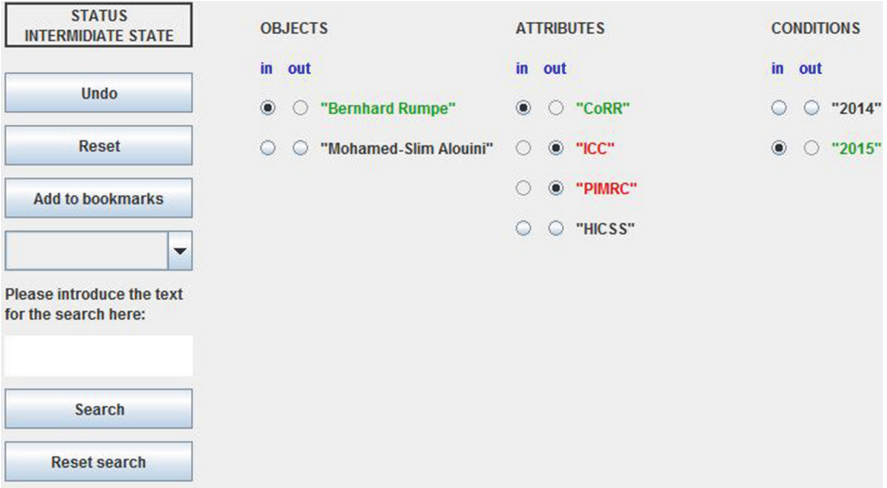 STATUS
INTERMIDIATE STATE
Undo
Reset
Add to bookmarks
Please introduce the text
for the search here:
Search
Reset search
OBJECTS
in out
"Bernhard Rumpe"
"Mohamed-Slim Alouini"
ATTRIBUTES
in out
"CoRR"
"ICC"
"PIMRC"
"HICSS"
CONDITIONS
in out
"2014"
"2015"